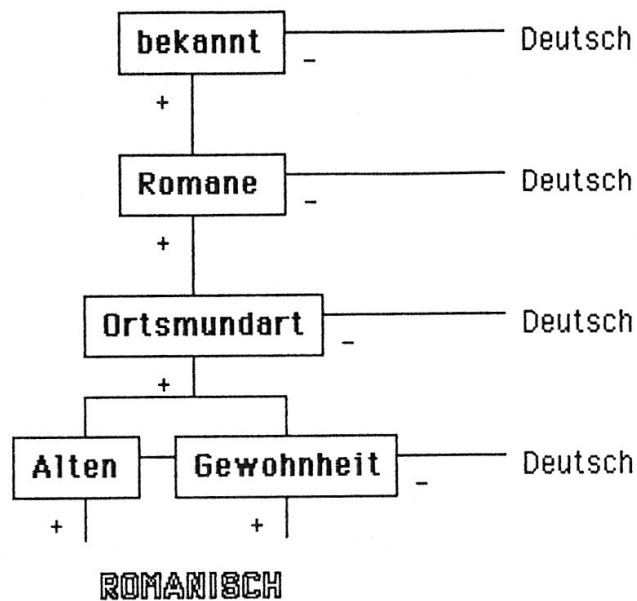 bekannt Deutsch
–
+
Romane Deutsch
–
+
Ortsmundart Deutsch
–
+
Alten Gewohnheit Deutsch
–
+ +
ROMANISCH